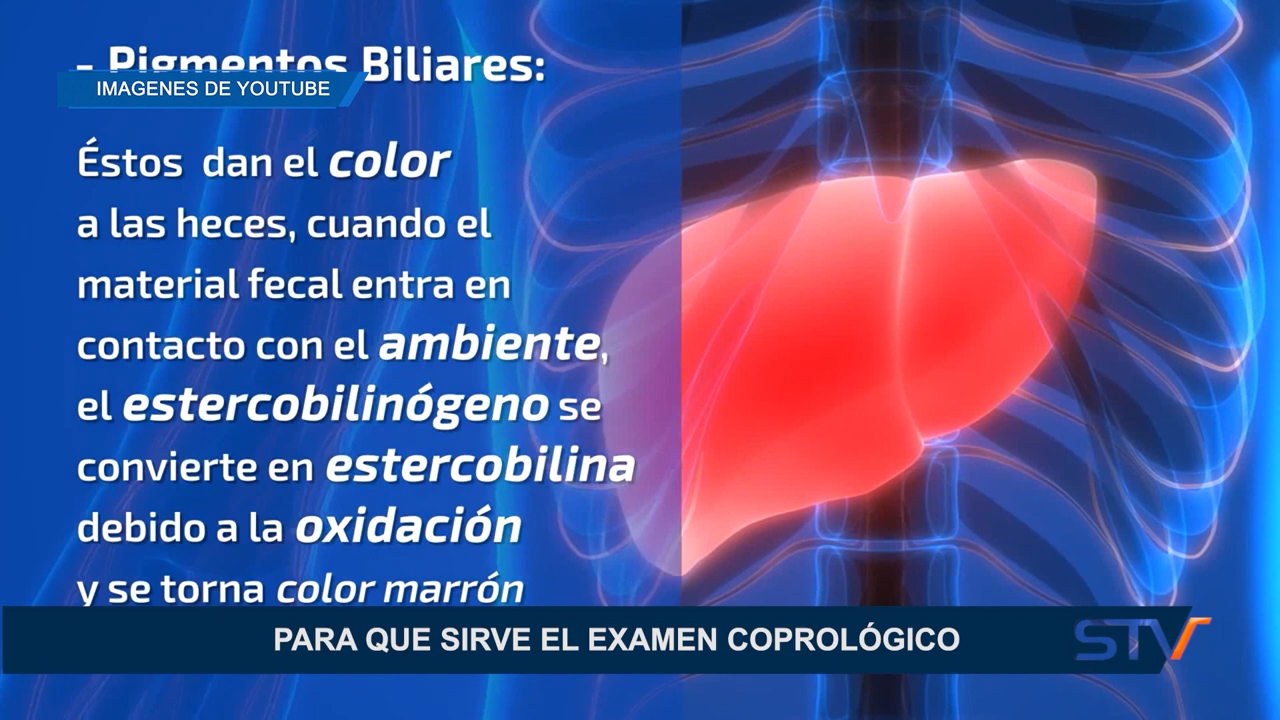 - Pigmentos Biliares:
IMAGENES DE YOUTUBE
Éstos dan el color
a las heces, cuando el
material fecal entra en
contacto con el ambiente,
el estercobilinógeno se
convierte en estercobilina
debido a la oxidación
y se torna color marrón
PARA QUE SIRVE EL EXAMEN COPROLÓGICO
STV